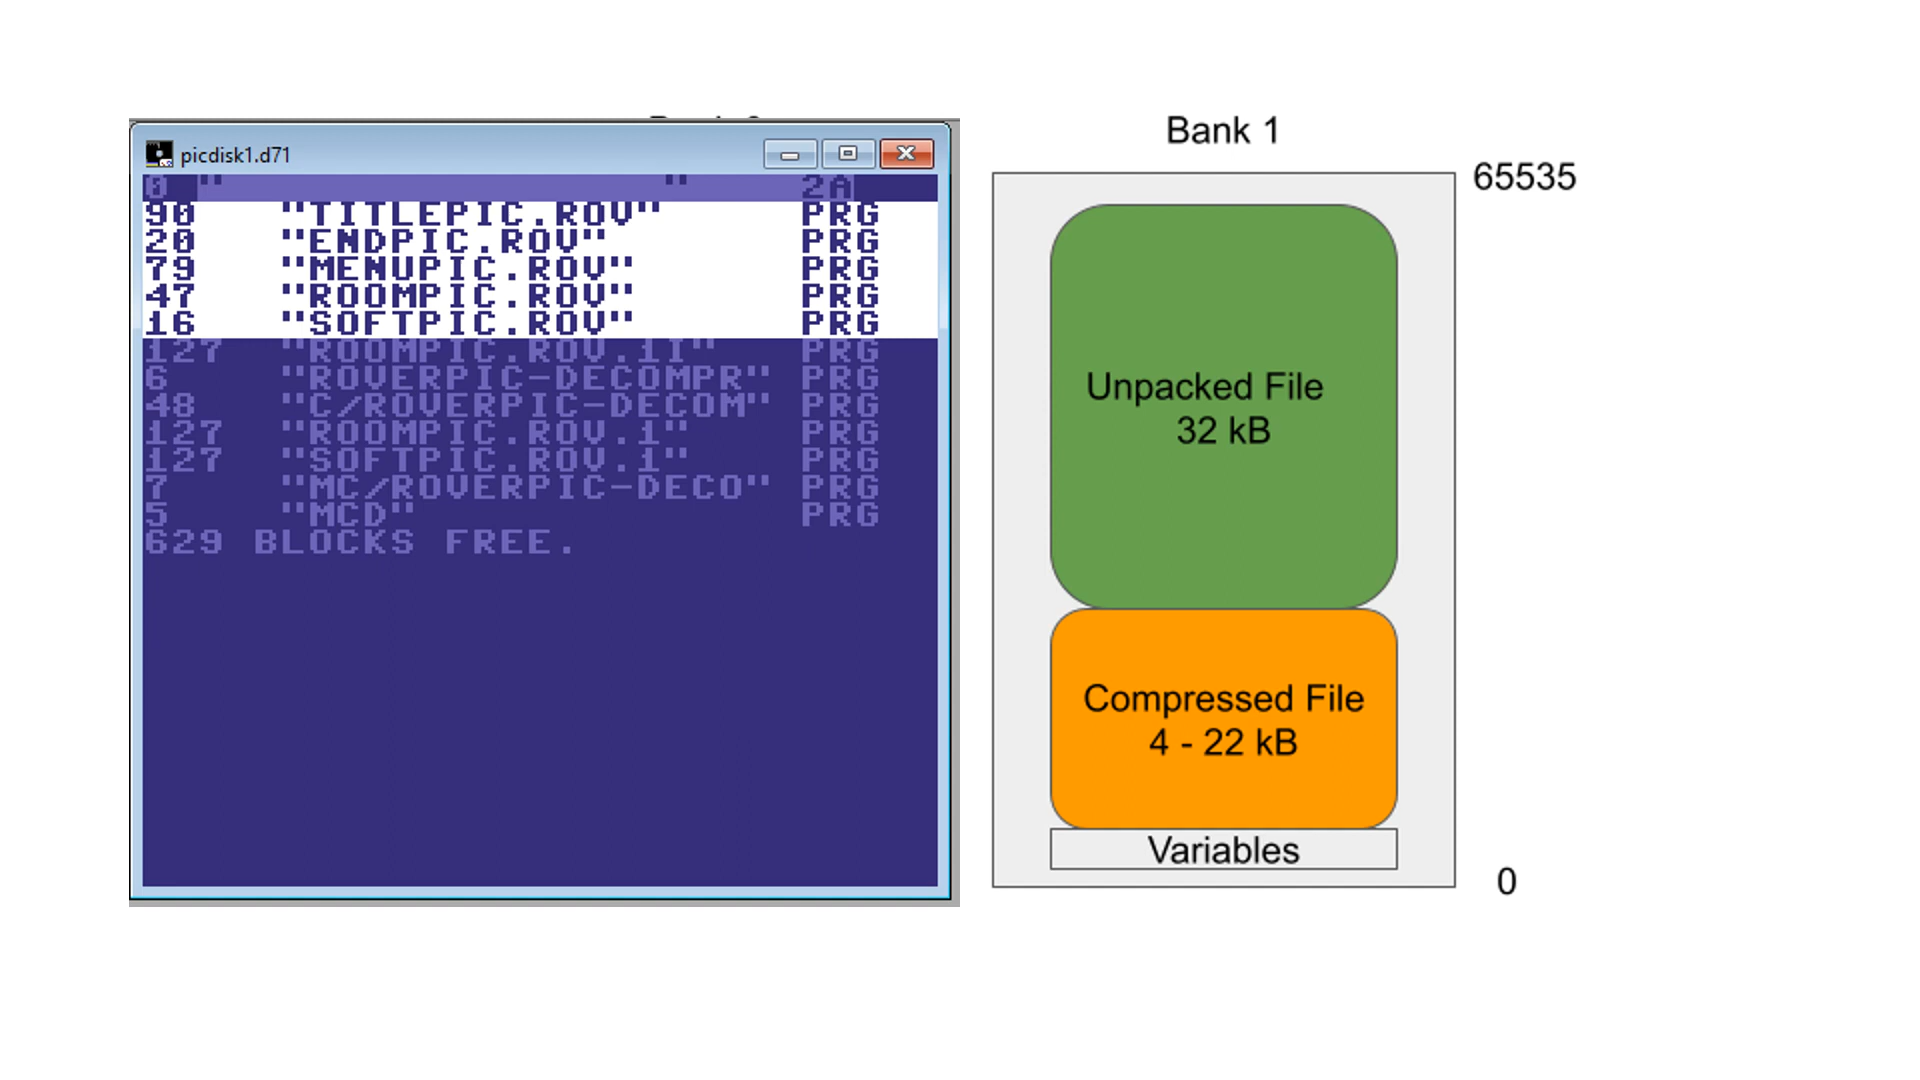 picdisk1.d71
0 "                " 2A
90 "TITLEPIC.ROV" PRG
20 "ENDPIC.ROV" PRG
79 "MENUPIC.ROV" PRG
47 "ROOMPIC.ROV" PRG
16 "SOFTPIC.ROV" PRG
127 "ROOMPIC.ROV.1I" PRG
6 "ROVERPIC-DECOMPR" PRG
48 "C/ROVERPIC-DECOM" PRG
127 "ROOMPIC.ROV.1" PRG
127 "SOFTPIC.ROV.1" PRG
7 "MC/ROVERPIC-DECO" PRG
5 "MCD" PRG
629 BLOCKS FREE.
Bank 1
65535
Unpacked File
32 kB
Compressed File
4 - 22 kB
Variables
0